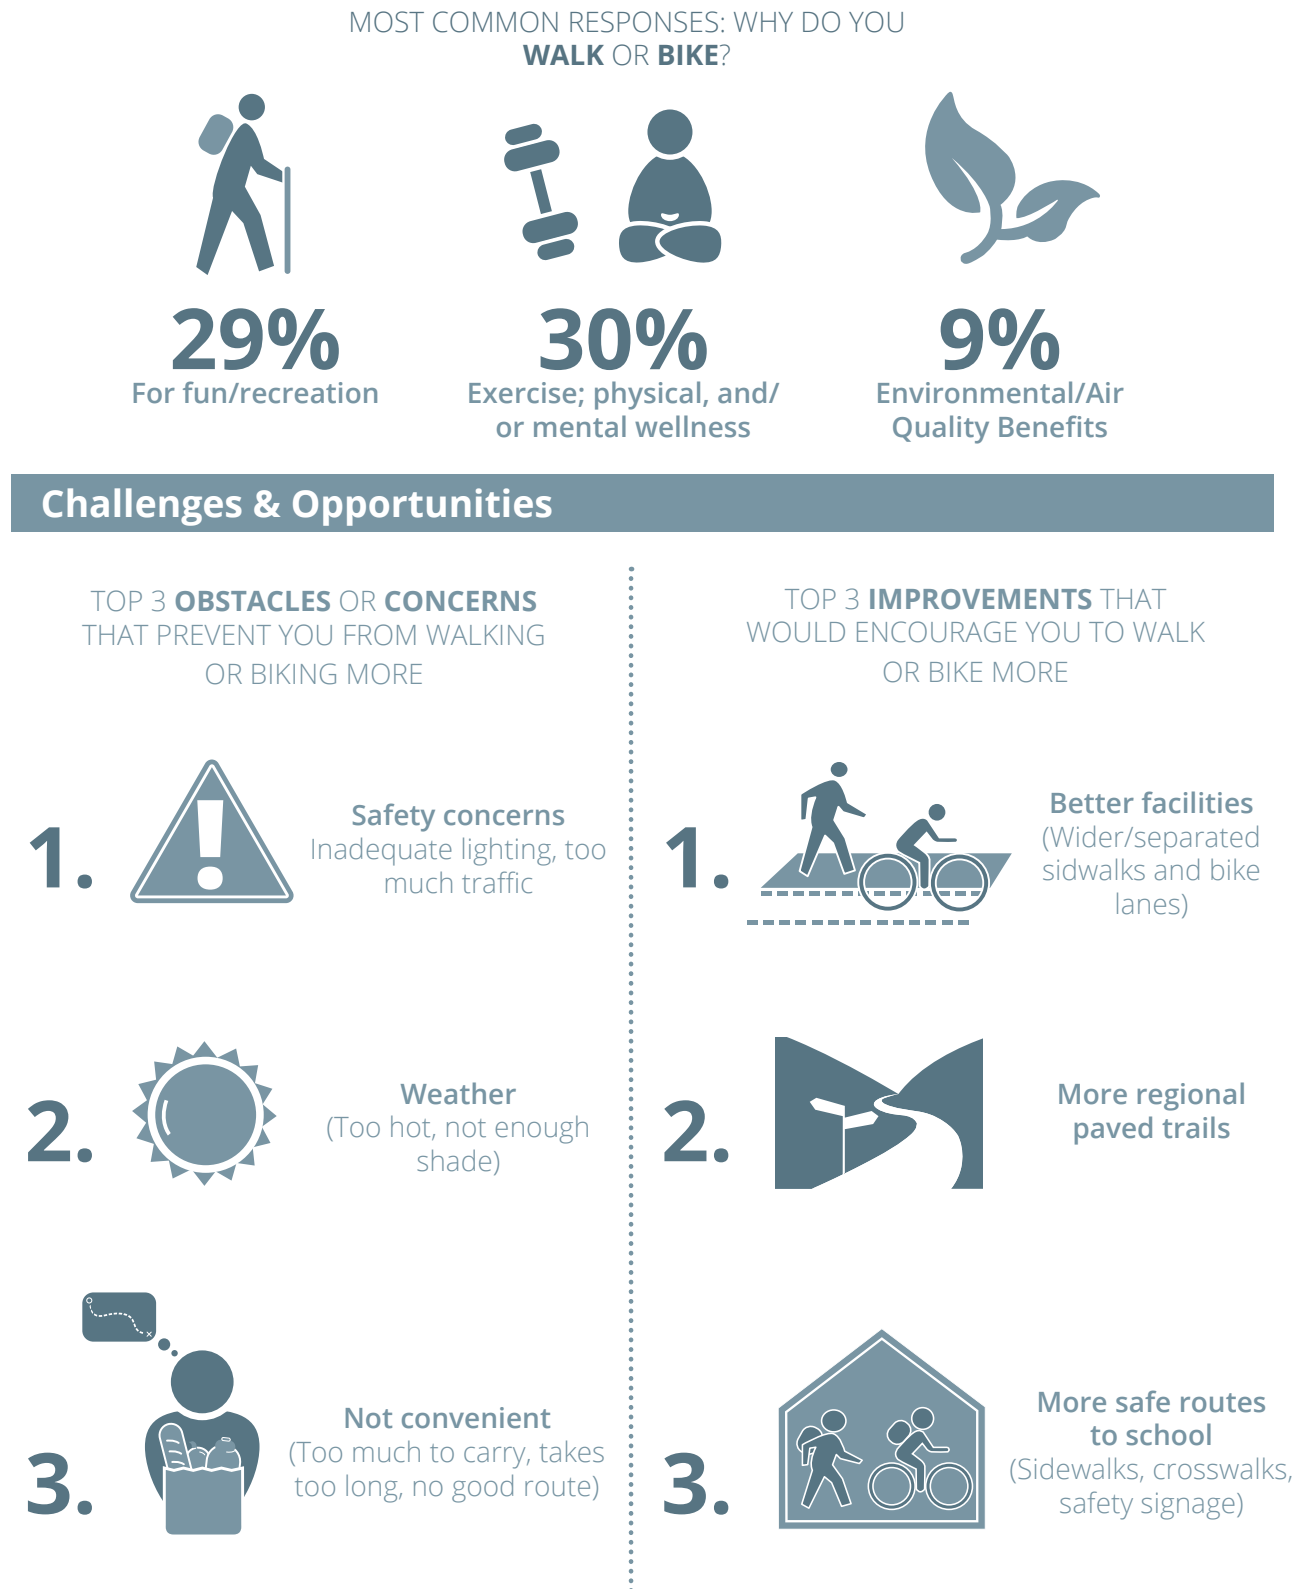 MOST COMMON RESPONSES: WHY DO YOU
WALK OR BIKE?
29%
For fun/recreation
30%
Exercise; physical, and/
or mental wellness
9%
Environmental/Air
Quality Benefits
Challenges & Opportunities
TOP 3 OBSTACLES OR CONCERNS
THAT PREVENT YOU FROM WALKING
OR BIKING MORE
1.
Safety concerns
Inadequate lighting, too
much traffic
2.
Weather
(Too hot, not enough
shade)
3.
Not convenient
(Too much to carry, takes
too long, no good route)
TOP 3 IMPROVEMENTS THAT
WOULD ENCOURAGE YOU TO WALK
OR BIKE MORE
1.
Better facilities
(Wider/separated
sidwalks and bike
lanes)
2.
More regional
paved trails
3.
More safe routes
to school
(Sidewalks, crosswalks,
safety signage)